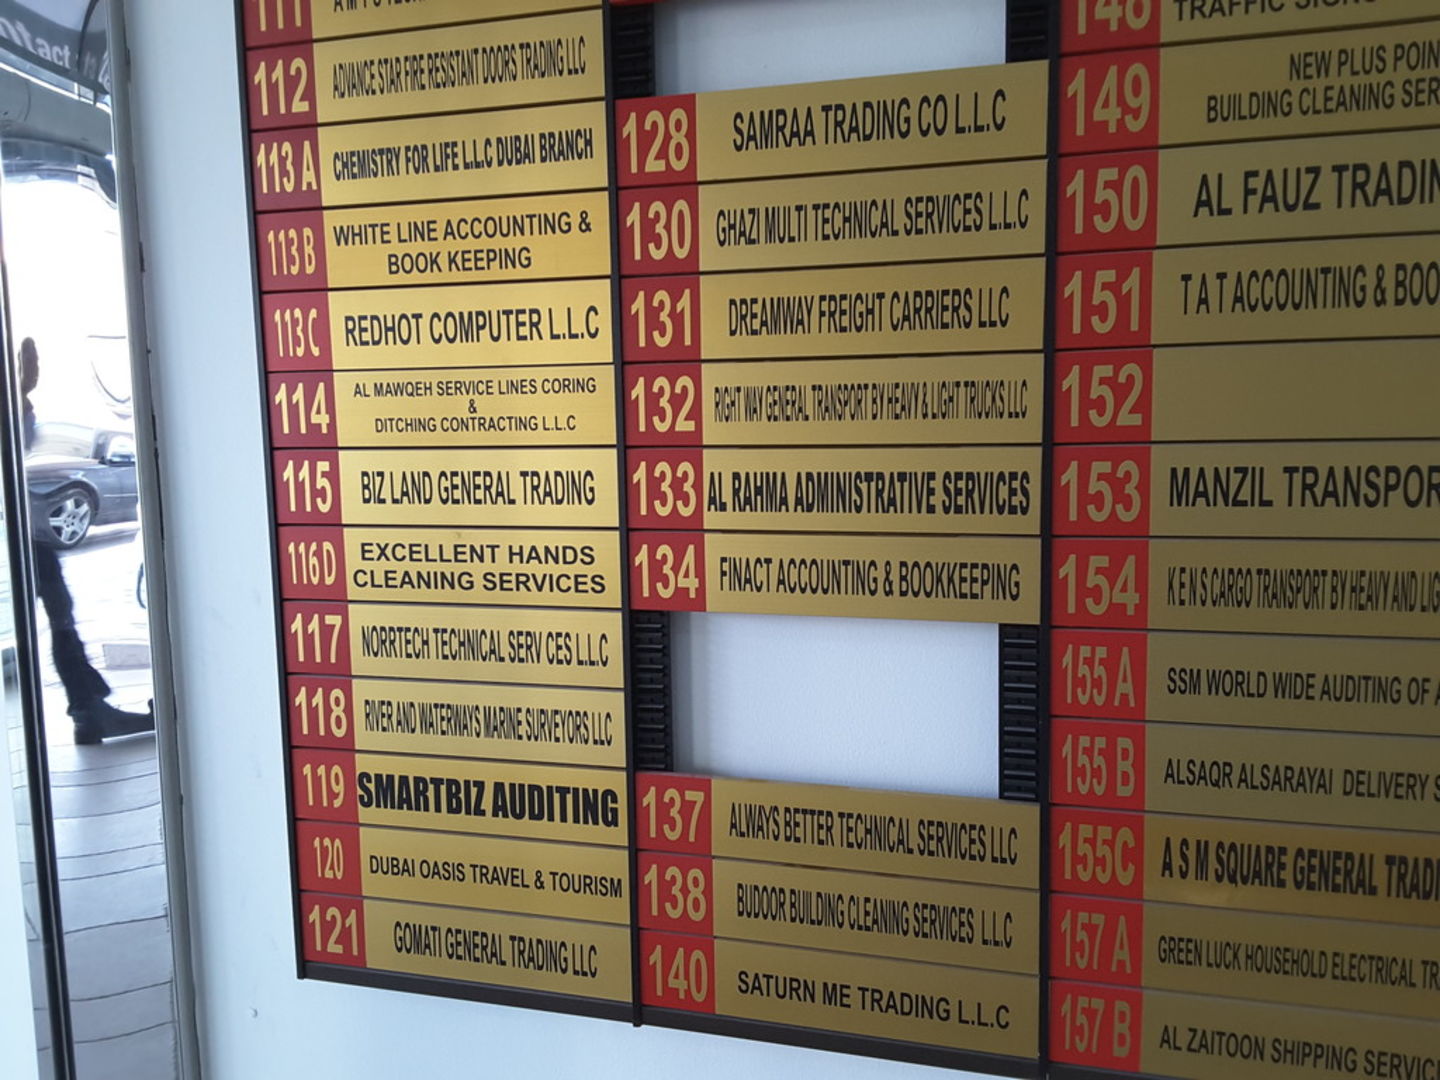 111
112 ADVANCE STAR FIRE RESISTANT DOORS TRADING LLC
113 A CHEMISTRY FOR LIFE L.L.C DUBAI BRANCH
113 B WHITE LINE ACCOUNTING &
BOOK KEEPING
113 C REDHOT COMPUTER L.L.C
114 AL MAWQEH SERVICE LINES CORING
&
DITCHING CONTRACTING L.L.C
115 BIZ LAND GENERAL TRADING
116 D EXCELLENT HANDS
CLEANING SERVICES
117 NORRTECH TECHNICAL SERV CES L.L.C
118 RIVER AND WATERWAYS MARINE SURVEYORS LLC
119 SMARTBIZ AUDITING
120 DUBAI OASIS TRAVEL & TOURISM
121 GOMATI GENERAL TRADING LLC
128 SAMRAA TRADING CO L.L.C
130 GHAZI MULTI TECHNICAL SERVICES L.L.C
131 DREAMWAY FREIGHT CARRIERS LLC
132 RIGHT WAY GENERAL TRANSPORT BY HEAVY & LIGHT TRUCKS LLC
133 AL RAHMA ADMINISTRATIVE SERVICES
134 FINACT ACCOUNTING & BOOKKEEPING
137 ALWAYS BETTER TECHNICAL SERVICES LLC
138 BUDOOR BUILDING CLEANING SERVICES L.L.C
140 SATURN ME TRADING L.L.C
148 TRAFFIC
149 NEW PLUS POIN
BUILDING CLEANING SER
150 AL FAUZ TRADIN
151 T A T ACCOUNTING & BOO
152
153 MANZIL TRANSPOR
154 K E N S CARGO TRANSPORT BY HEAVY AND LIG
155 A SSM WORLD WIDE AUDITING OF A
155 B ALSAQR ALSARAYAI DELIVERY S
155C A S M SQUARE GENERAL TRADI
157 A GREEN LUCK HOUSEHOLD ELECTRICAL TR
157 B AL ZAITOON SHIPPING SERVIC